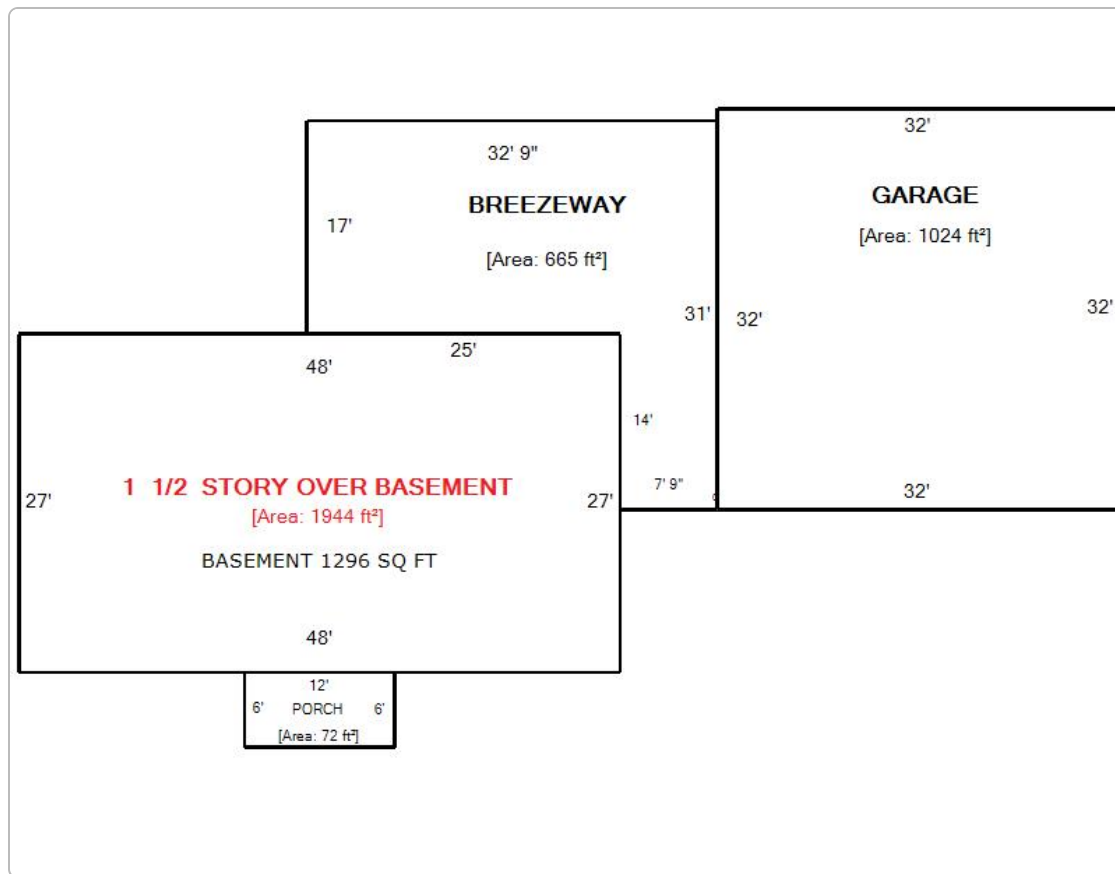 32'
32' 9"
GARAGE
BREEZEWAY
17'
[Area: 1024 ft²]
[Area: 665 ft²]
31'
32'
32'
25'
48'
14'
1 1/2 STORY OVER BASEMENT
7' 9"
32'
27'
27'
[Area: 1944 ft²]
BASEMENT 1296 SQ FT
48'
12'
6'
PORCH
6'
[Area: 72 ft²]